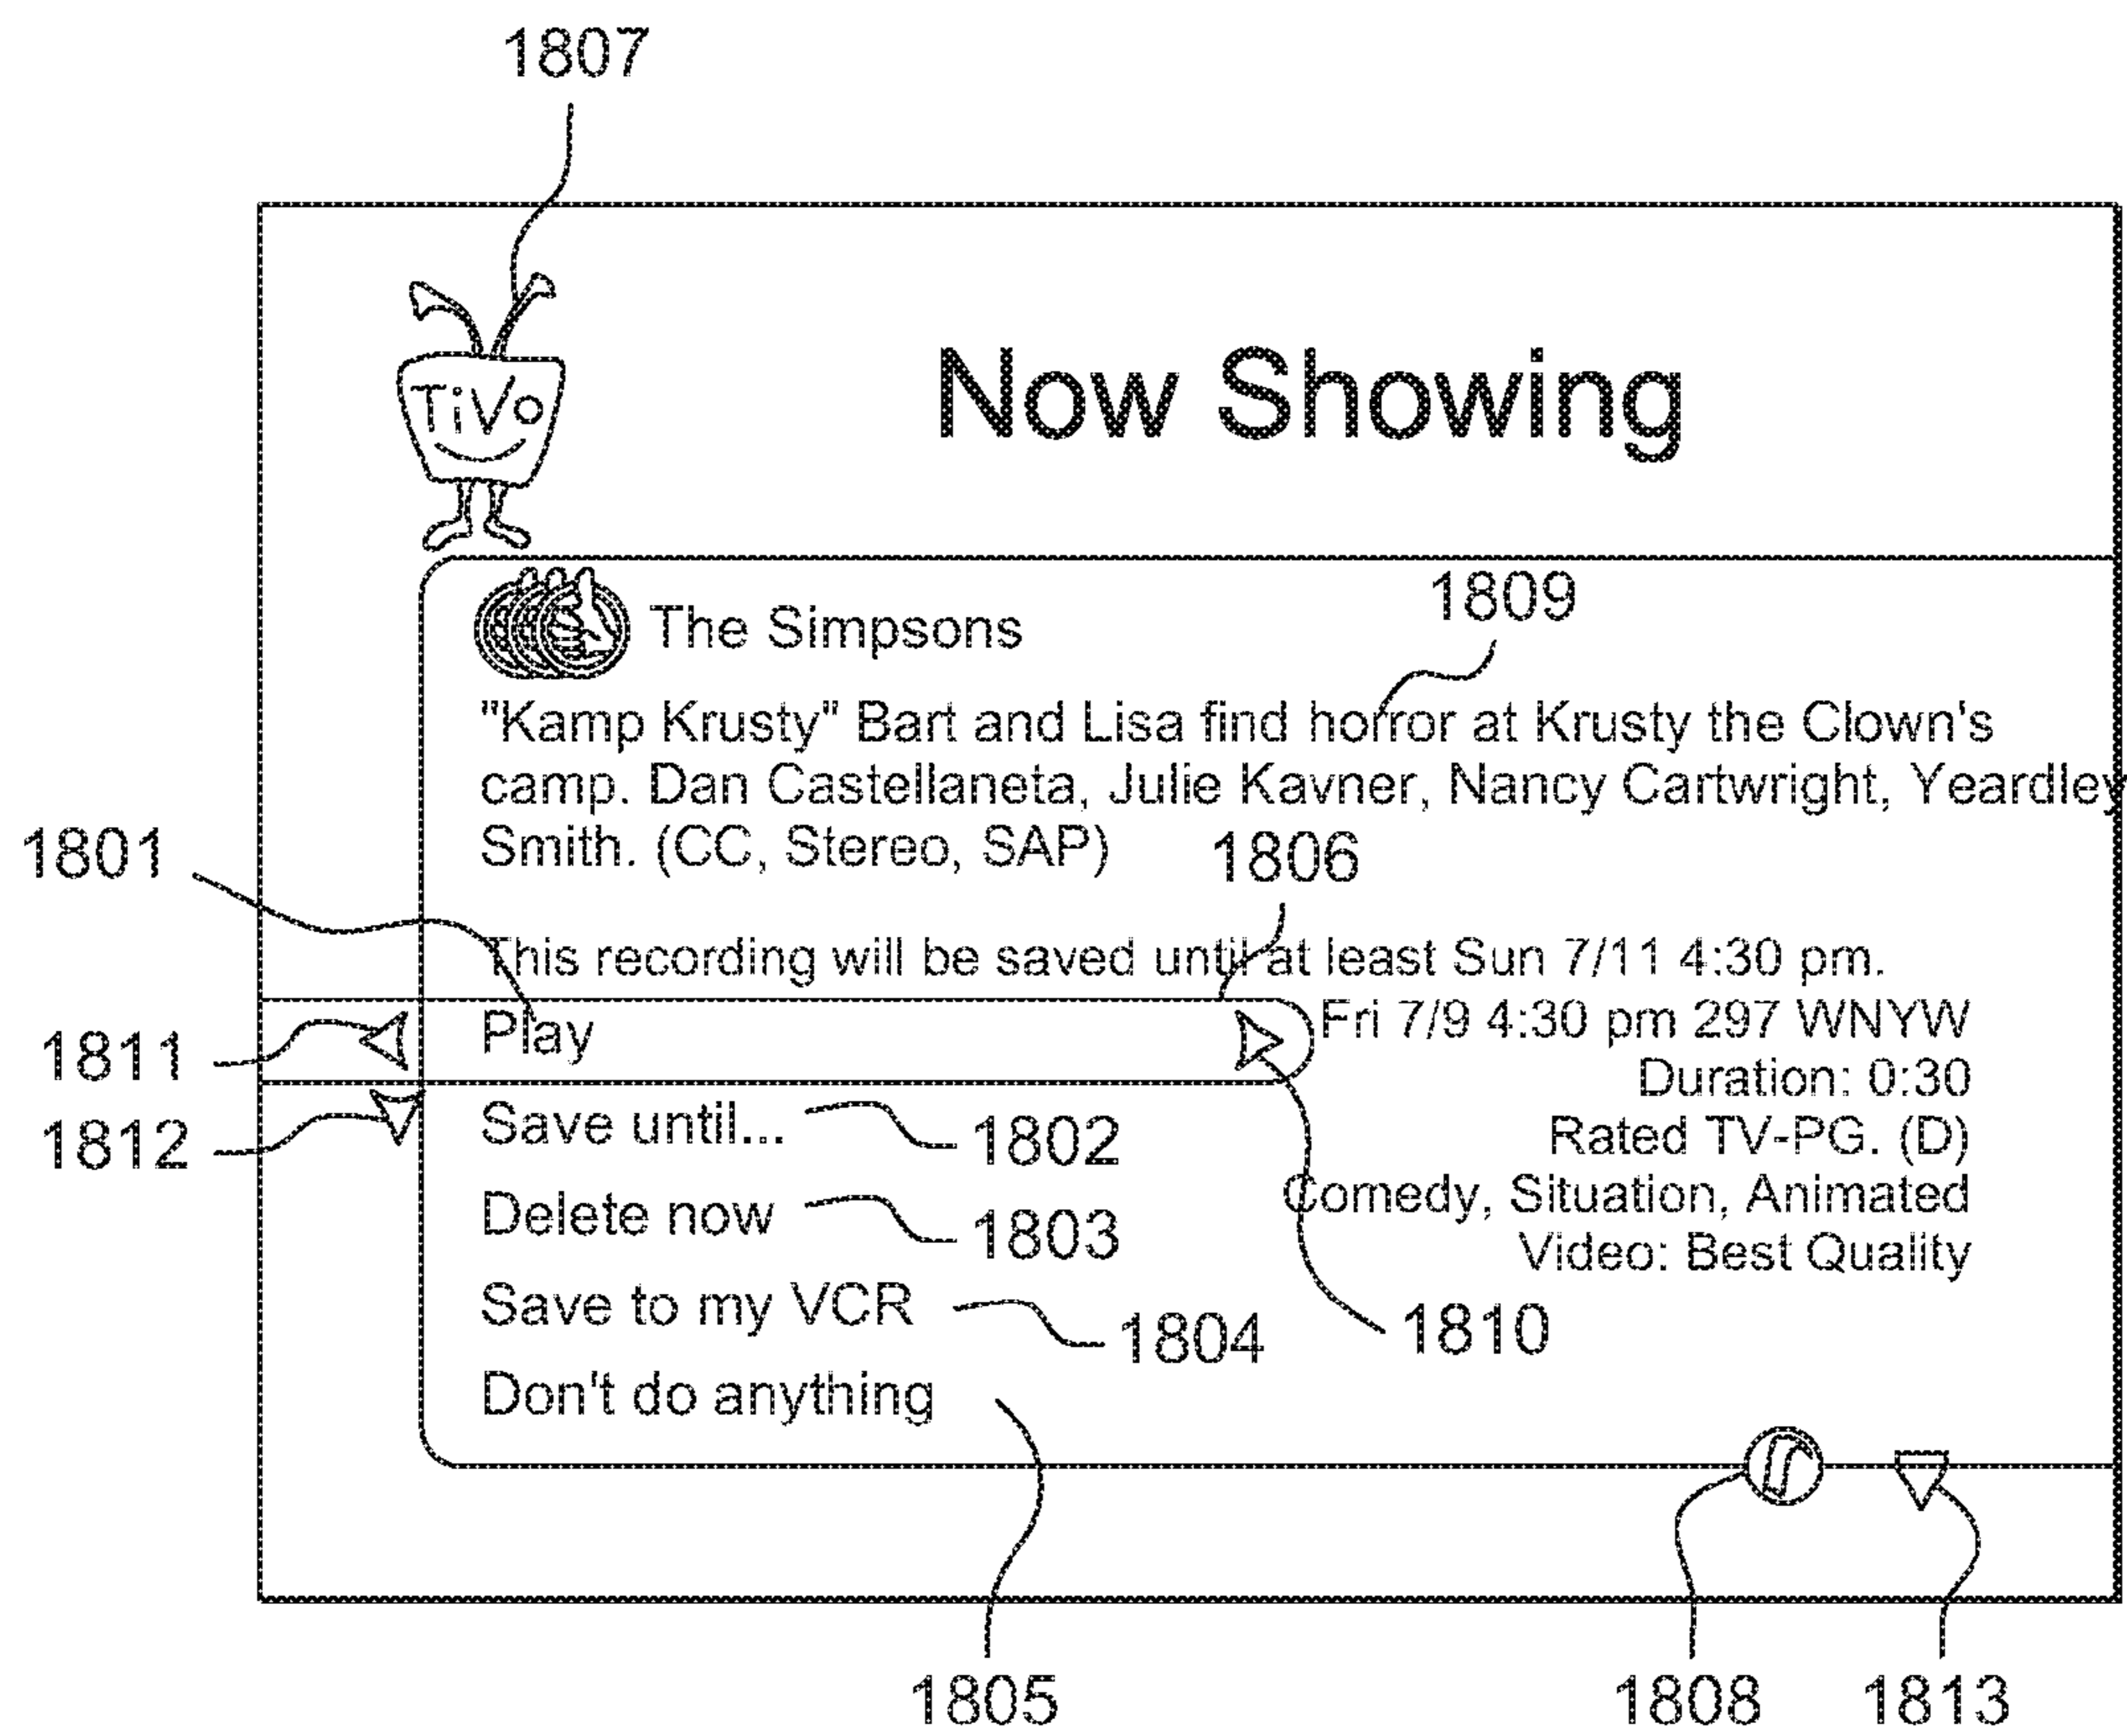 1807
TiVo
Now Showing
The Simpsons
1809
"Kamp Krusty" Bart and Lisa find horror at Krusty the Clown's
camp. Dan Castellaneta, Julie Kavner, Nancy Cartwright, Yeardley
Smith. (CC, Stereo, SAP)
1806
1801
This recording will be saved until at least Sun 7/11 4:30 pm.
1811
Play
Fri 7/9 4:30 pm 297 WNYW
Duration: 0:30
1812
Save until...
1802
Rated TV-PG. (D)
Comedy, Situation, Animated
Delete now
1803
Video: Best Quality
Save to my VCR
1804
1810
Don't do anything
1805
1808
1813